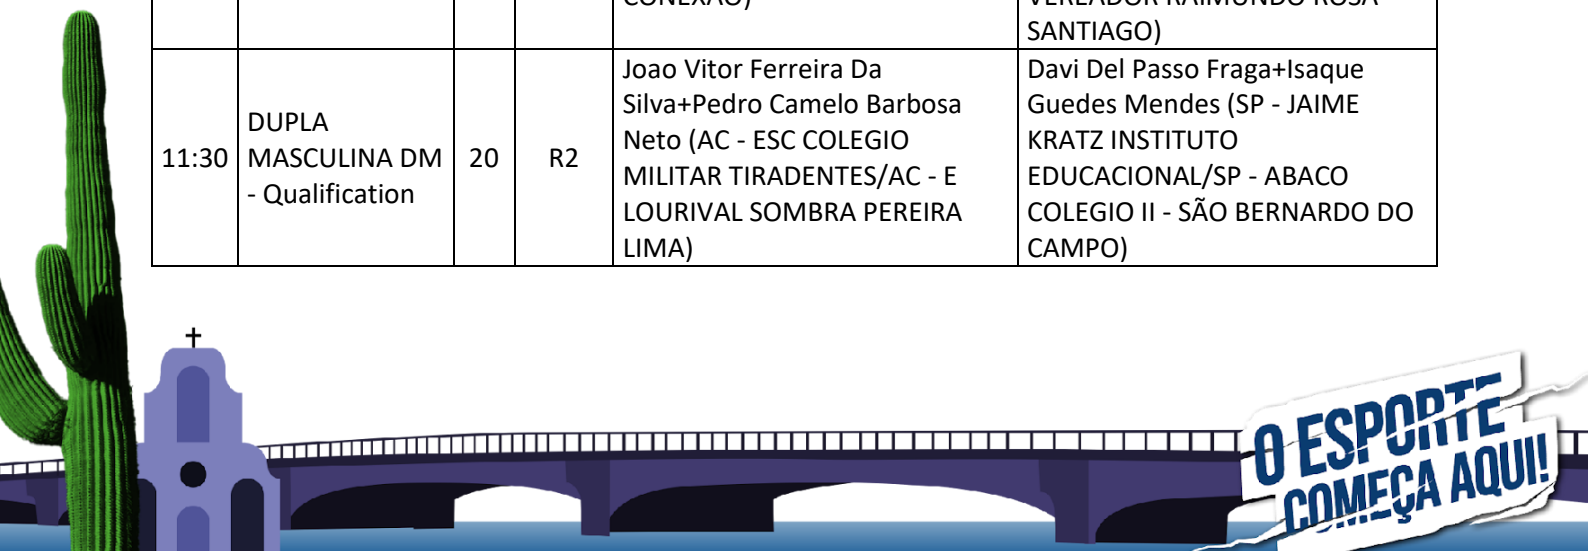 SANTIAGO)
11:30
DUPLA
MASCULINA DM
- Qualification
20
R2
Joao Vitor Ferreira Da
Silva+Pedro Camelo Barbosa
Neto (AC - ESC COLEGIO
MILITAR TIRADENTES/AC - E
LOURIVAL SOMBRA PEREIRA
LIMA)
Davi Del Passo Fraga+Isaque
Guedes Mendes (SP - JAIME
KRATZ INSTITUTO
EDUCACIONAL/SP - ABACO
COLEGIO II - SÃO BERNARDO DO
CAMPO)
O ESPORTE
COMEÇA AQUI!